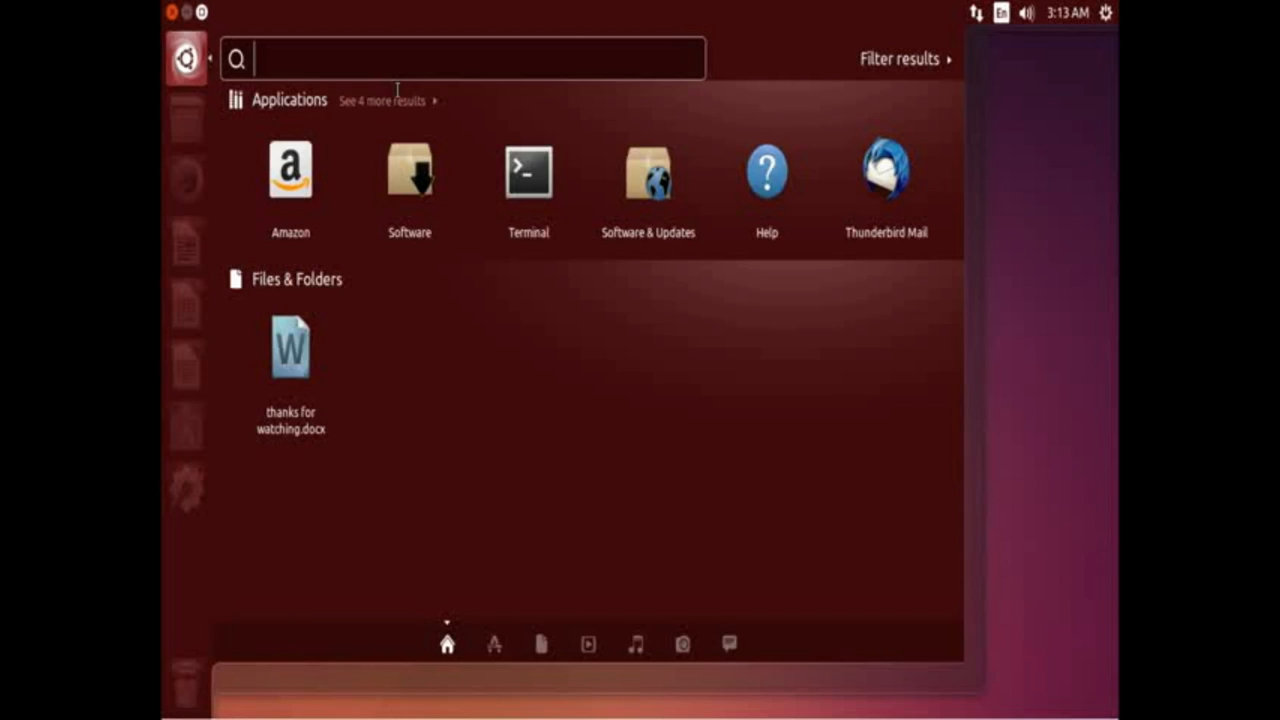 En
3:13 AM
Filter results
Applications
See 4 more results
a
>_
?
Amazon
Software
Terminal
Software & Updates
Help
Thunderbird Mail
Files & Folders
W
thanks for
watching.docx